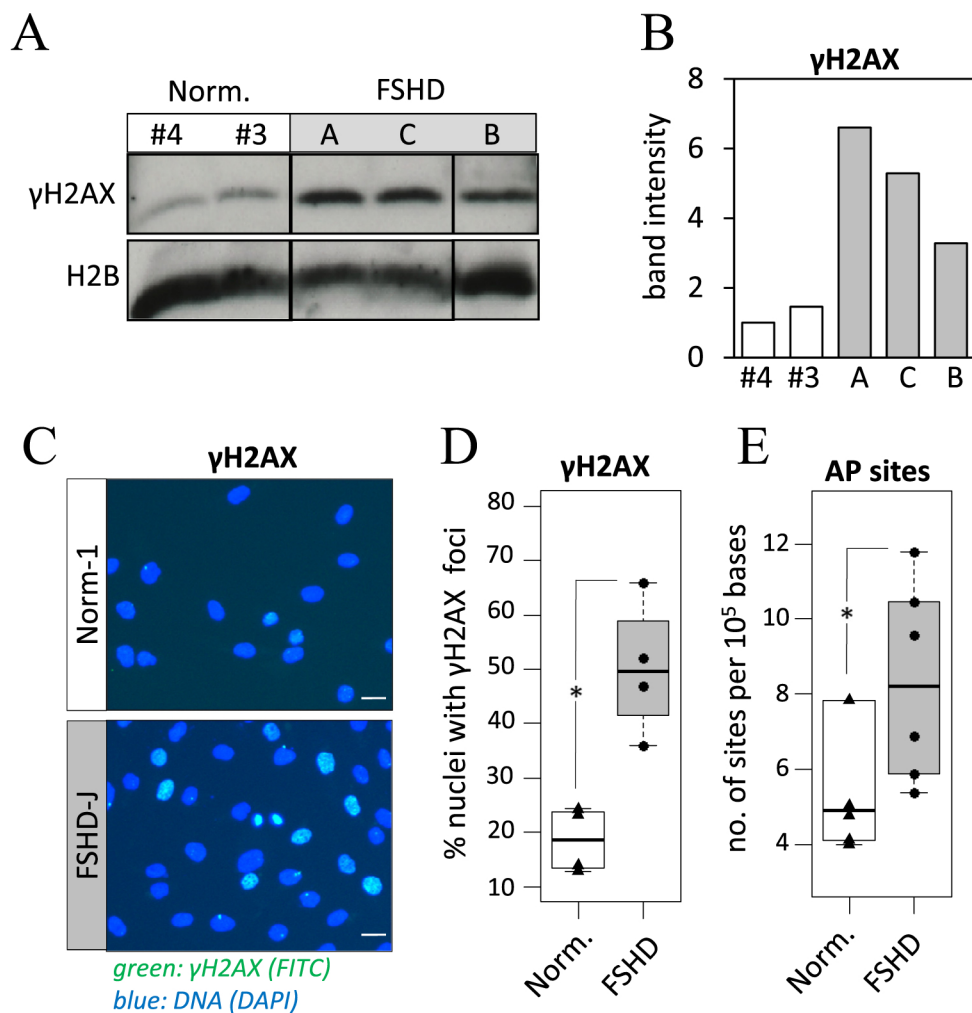 A
Norm.
FSHD
#4
#3
A
C
B
γH2AX
H2B
B
γH2AX
band intensity
8
6
4
2
0
#4
#3
A
C
B
C
γH2AX
Norm-1
FSHD-J
green: γH2AX (FITC)
blue: DNA (DAPI)
D
γH2AX
% nuclei with γH2AX foci
80
70
60
50
40
30
20
10
*
Norm.
FSHD
E
AP sites
no. of sites per 10⁵ bases
12
10
8
6
4
*
Norm.
FSHD